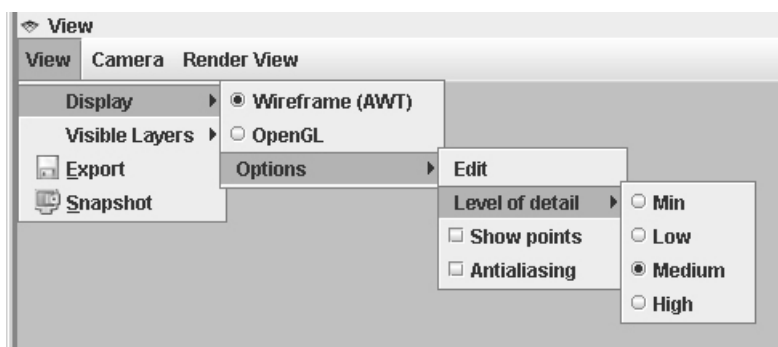 View
View Camera Render View
Display
Visible Layers
Export
Snapshot
Wireframe (AWT)
OpenGL
Options
Edit
Level of detail
Show points
Antialiasing
Min
Low
Medium
High